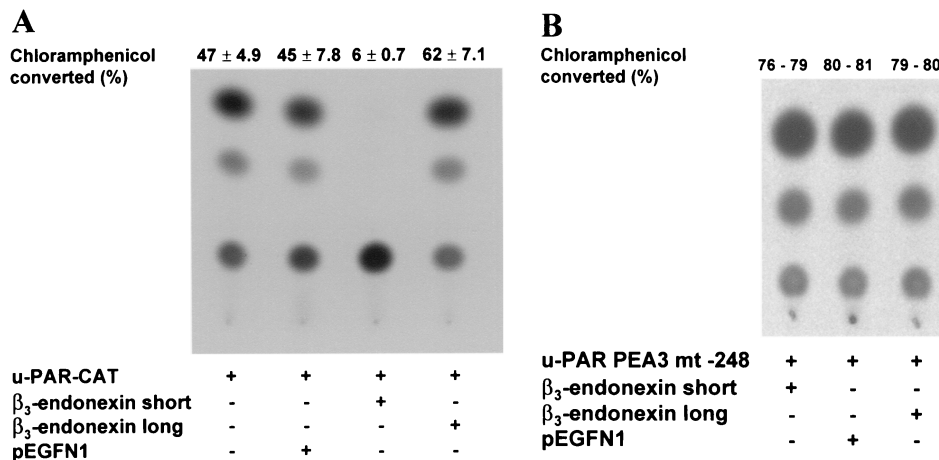 A
Chloramphenicol converted (%) 47 ± 4.9 45 ± 7.8 6 ± 0.7 62 ± 7.1
u-PAR-CAT + + + +
β3-endonexin short - - + -
β3-endonexin long - - - +
pEGFN1 - + - -
B
Chloramphenicol converted (%) 76 - 79 80 - 81 79 - 80
u-PAR PEA3 mt -248 + + +
β3-endonexin short + - -
β3-endonexin long - - +
pEGFN1 - + -